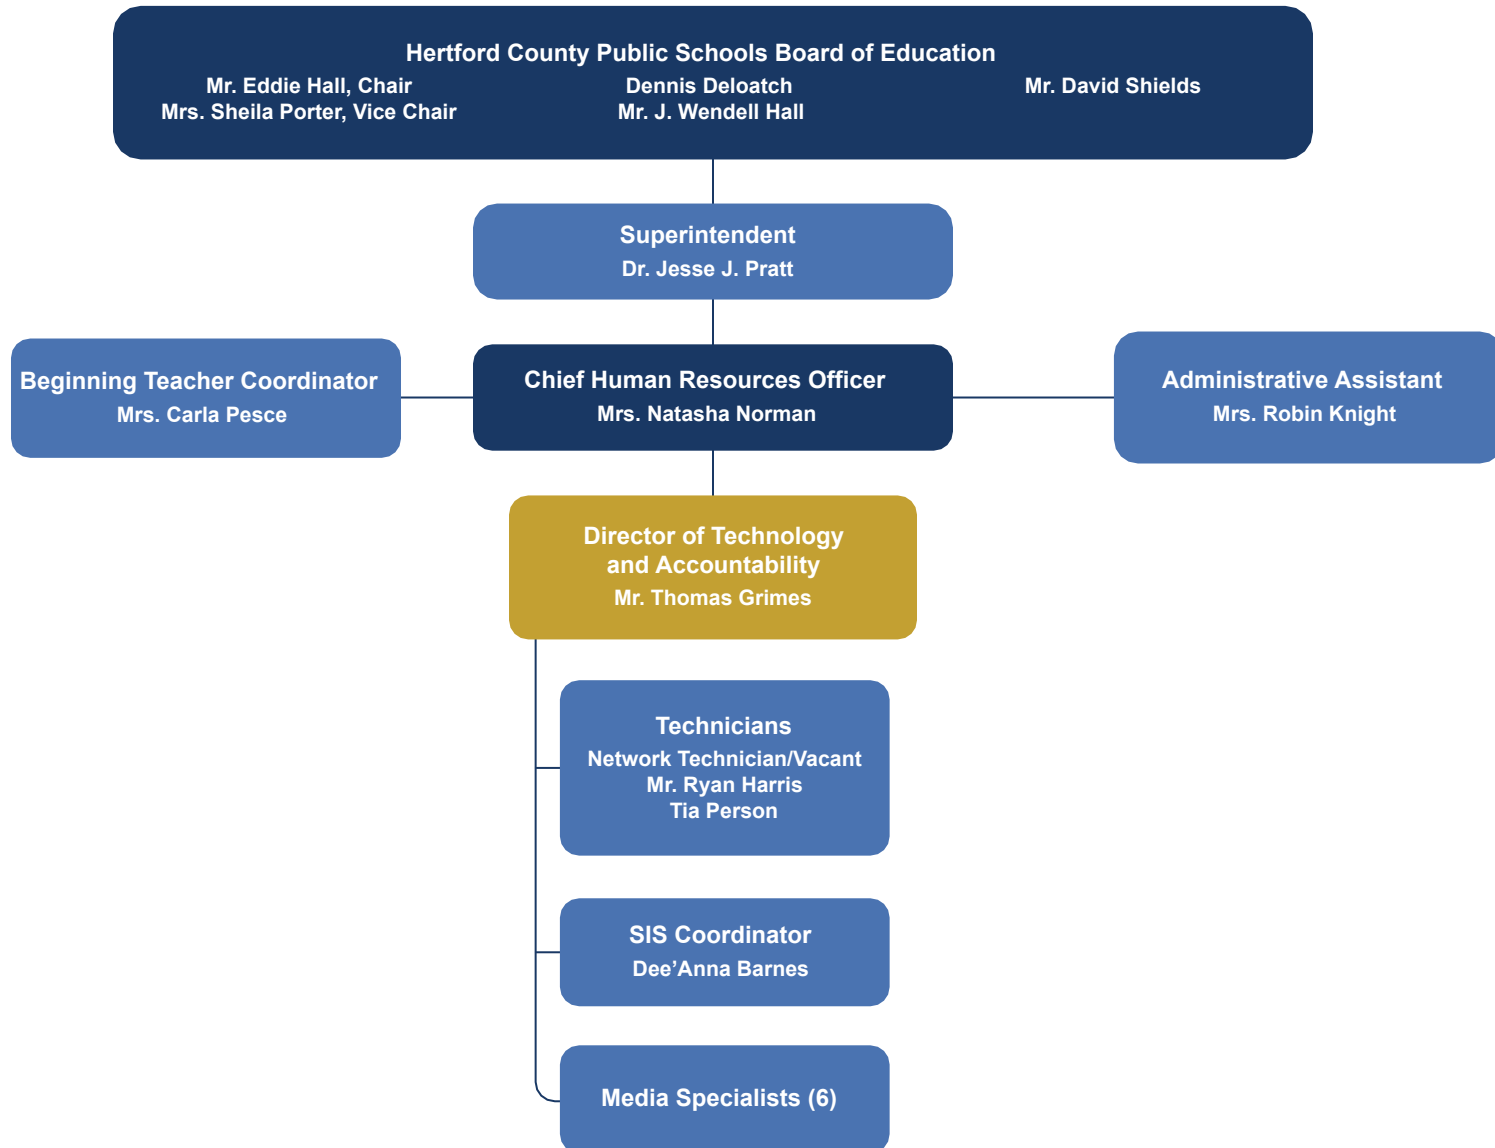 Hertford County Public Schools Board of Education
Mr. Eddie Hall, Chair
Mrs. Sheila Porter, Vice Chair
Dennis Deloatch
Mr. J. Wendell Hall
Mr. David Shields
Superintendent
Dr. Jesse J. Pratt
Beginning Teacher Coordinator
Mrs. Carla Pesce
Chief Human Resources Officer
Mrs. Natasha Norman
Administrative Assistant
Mrs. Robin Knight
Director of Technology
and Accountability
Mr. Thomas Grimes
Technicians
Network Technician/Vacant
Mr. Ryan Harris
Tia Person
SIS Coordinator
Dee’Anna Barnes
Media Specialists (6)